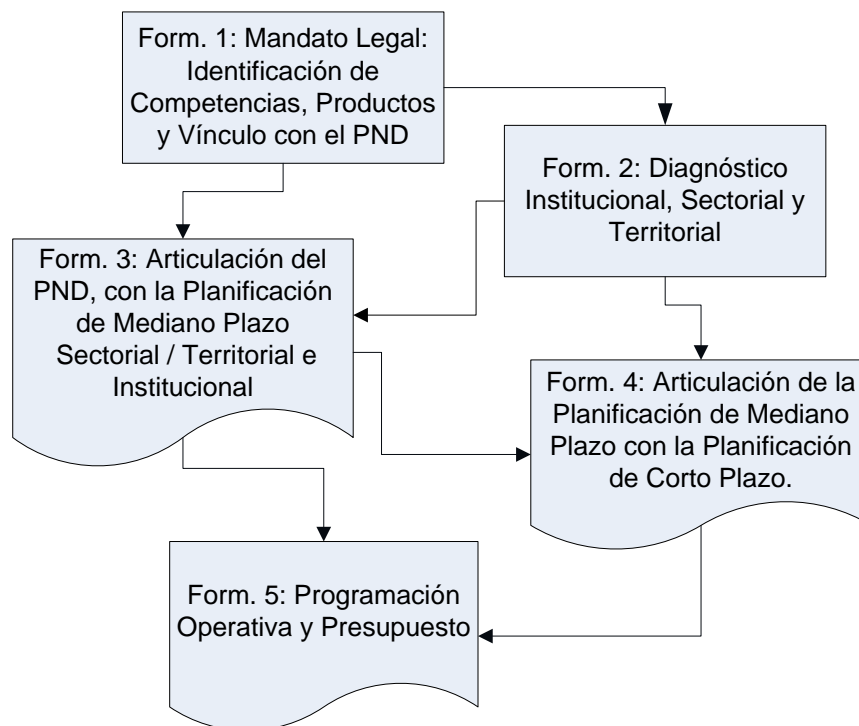 Form. 1: Mandato Legal:
Identificación de
Competencias, Productos
y Vínculo con el PND
Form. 2: Diagnóstico
Institucional, Sectorial y
Territorial
Form. 3: Articulación del
PND, con la Planificación
de Mediano Plazo
Sectorial / Territorial e
Institucional
Form. 4: Articulación de la
Planificación de Mediano
Plazo con la Planificación
de Corto Plazo.
Form. 5: Programación
Operativa y Presupuesto